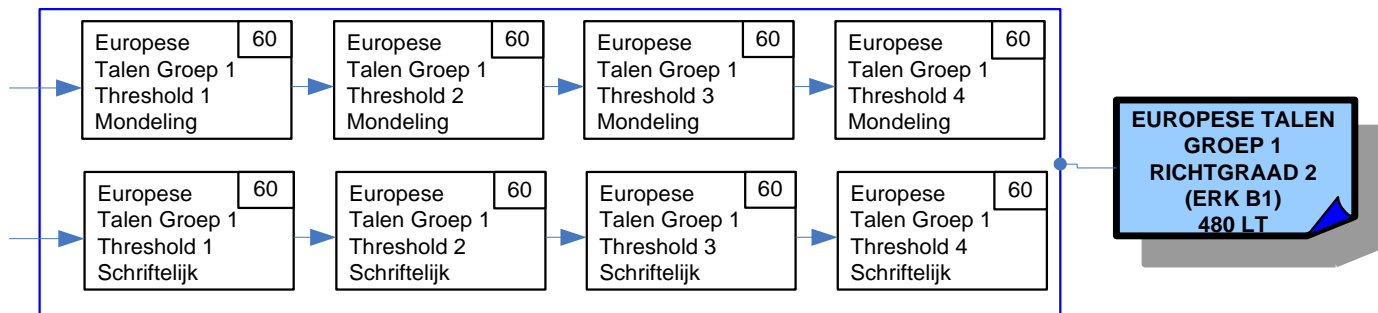 Europese
60
Talen Groep 1
Threshold 1
Mondeling
Europese
60
Talen Groep 1
Threshold 2
Mondeling
Europese
60
Talen Groep 1
Threshold 3
Mondeling
Europese
60
Talen Groep 1
Threshold 4
Mondeling
Europese
60
Talen Groep 1
Threshold 1
Schriftelijk
Europese
60
Talen Groep 1
Threshold 2
Schriftelijk
Europese
60
Talen Groep 1
Threshold 3
Schriftelijk
Europese
60
Talen Groep 1
Threshold 4
Schriftelijk
EUROPESE TALEN
GROEP 1
RICHTGRAAD 2
(ERK B1)
480 LT